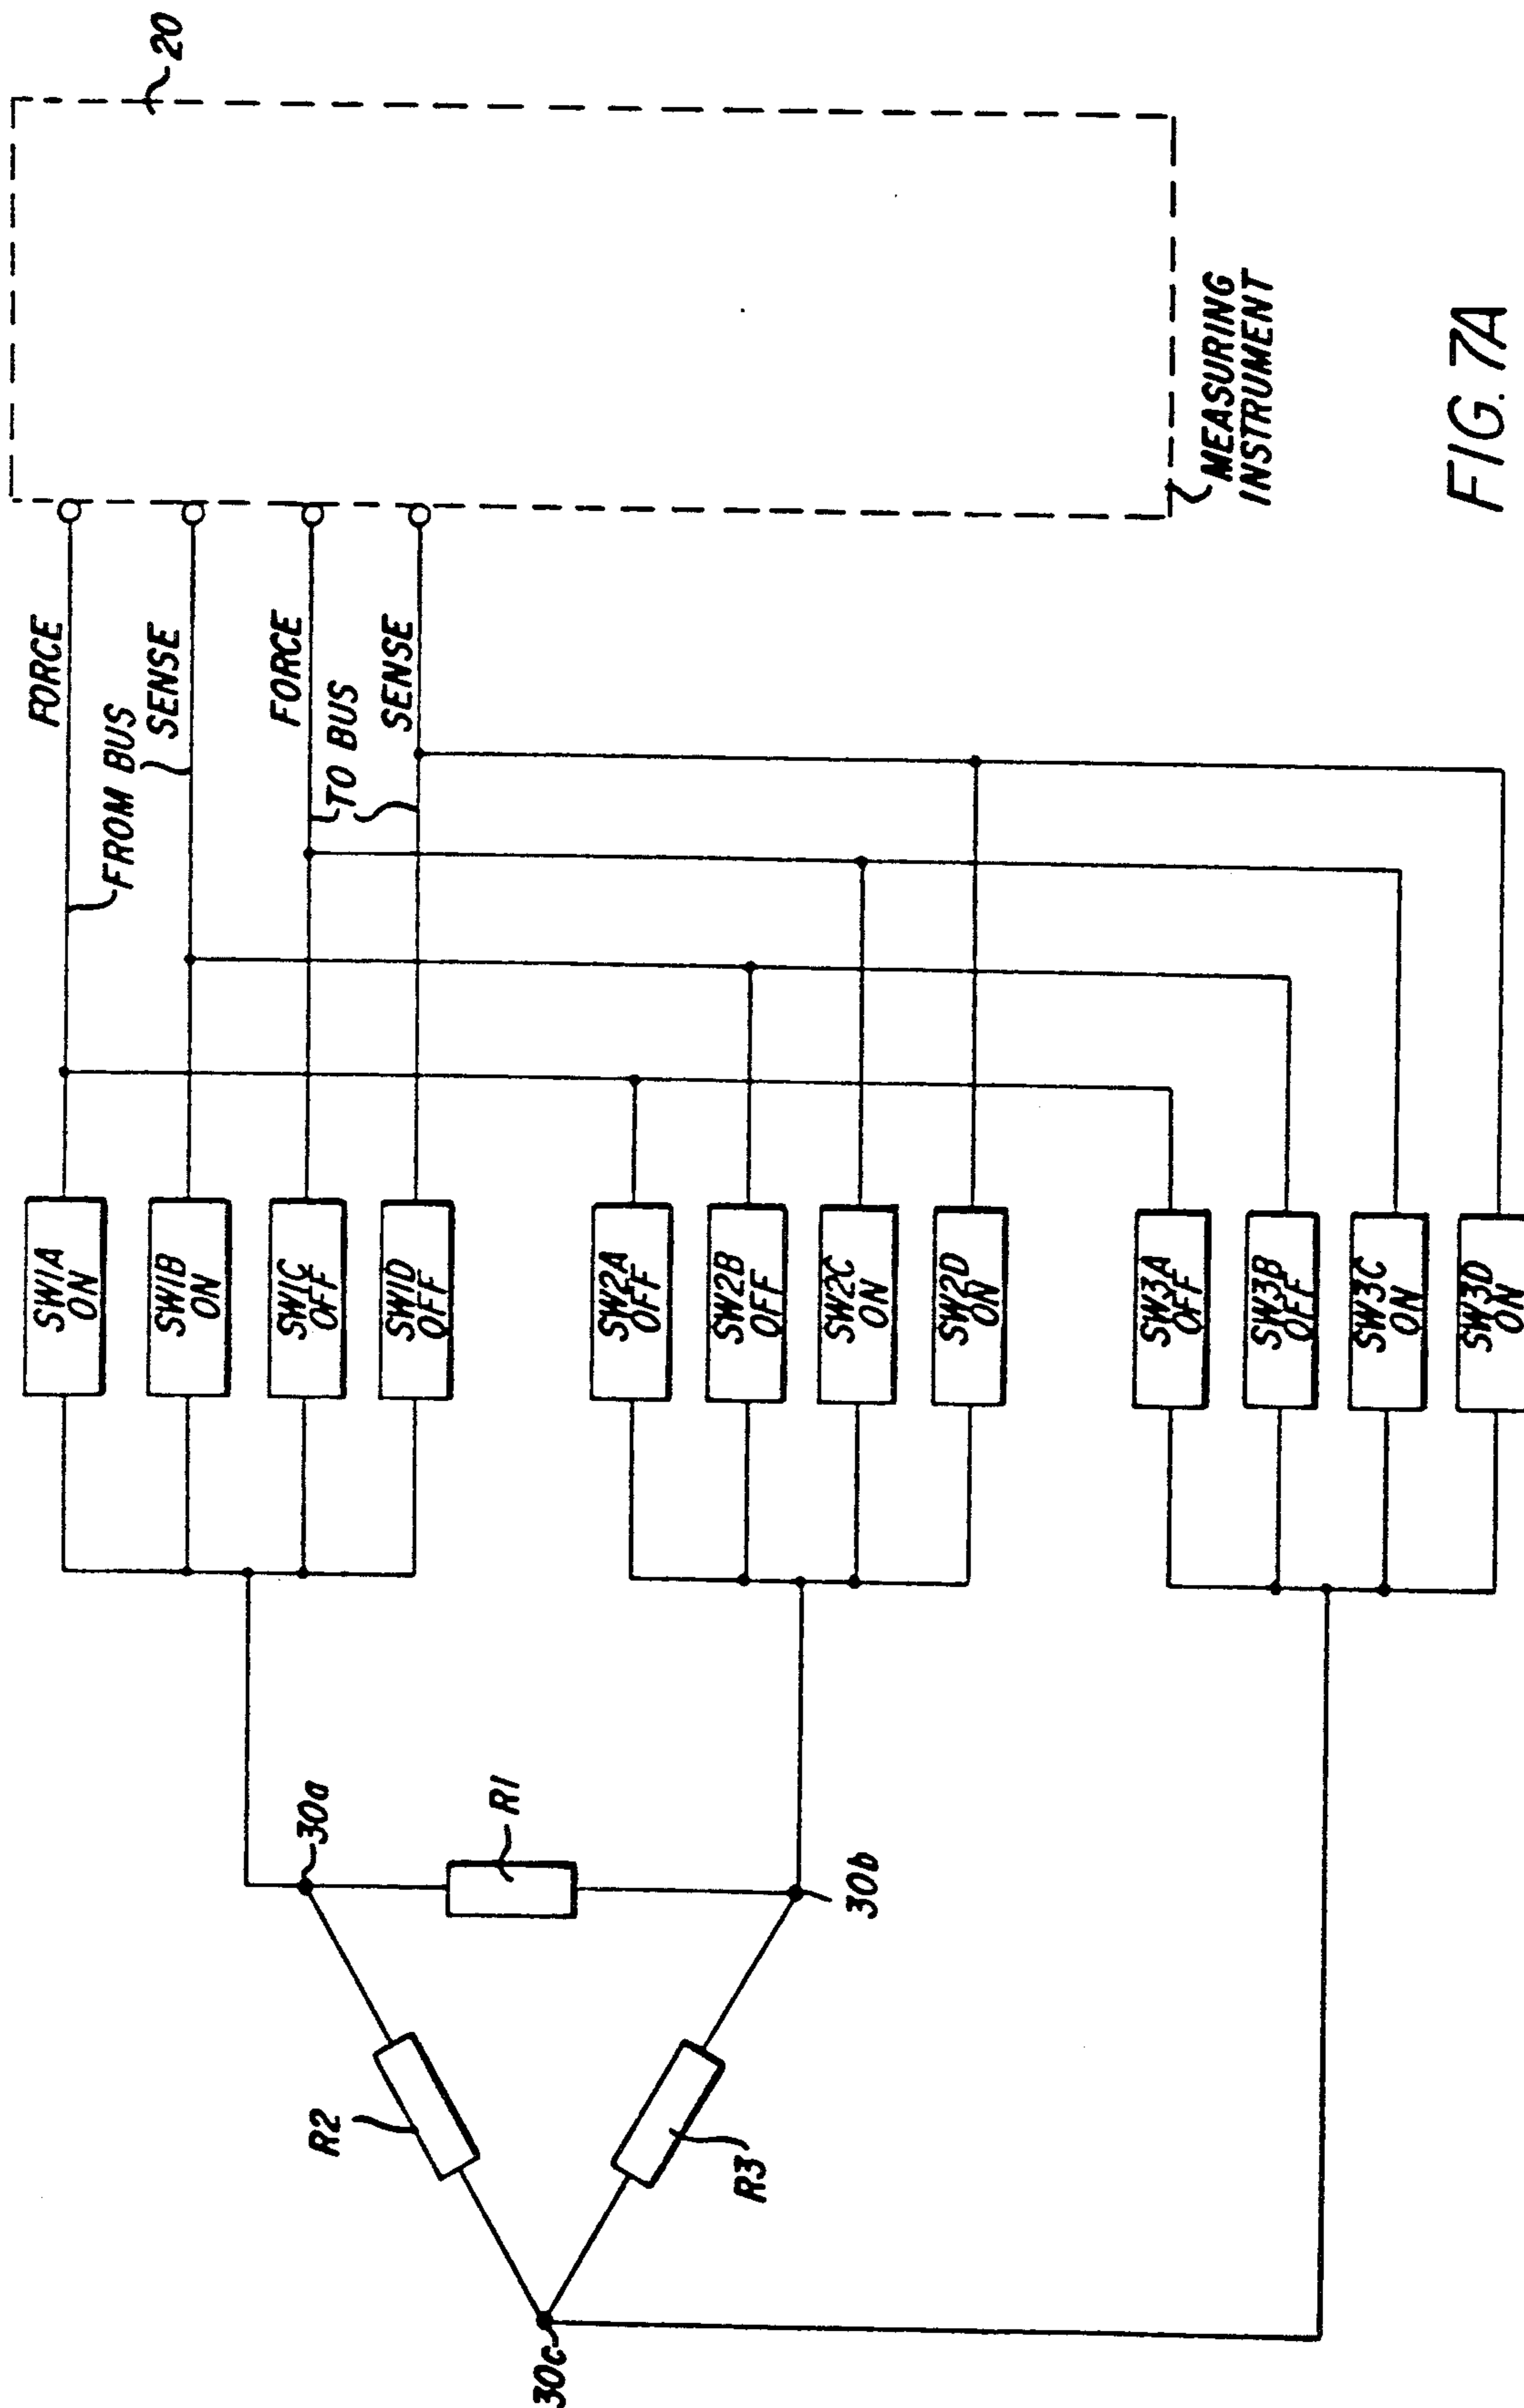 20
FORCE
FROM BUS
SENSE
FORCE
TO BUS
SENSE
MEASURING
INSTRUMENT
SW1A
ON
SW1B
ON
SW1C
OFF
SW1D
OFF
SW2A
OFF
SW2B
OFF
SW2C
ON
SW2D
ON
SW3A
OFF
SW3B
OFF
SW3C
ON
SW3D
ON
30a
R1
30b
R2
R3
30c
FIG. 7A